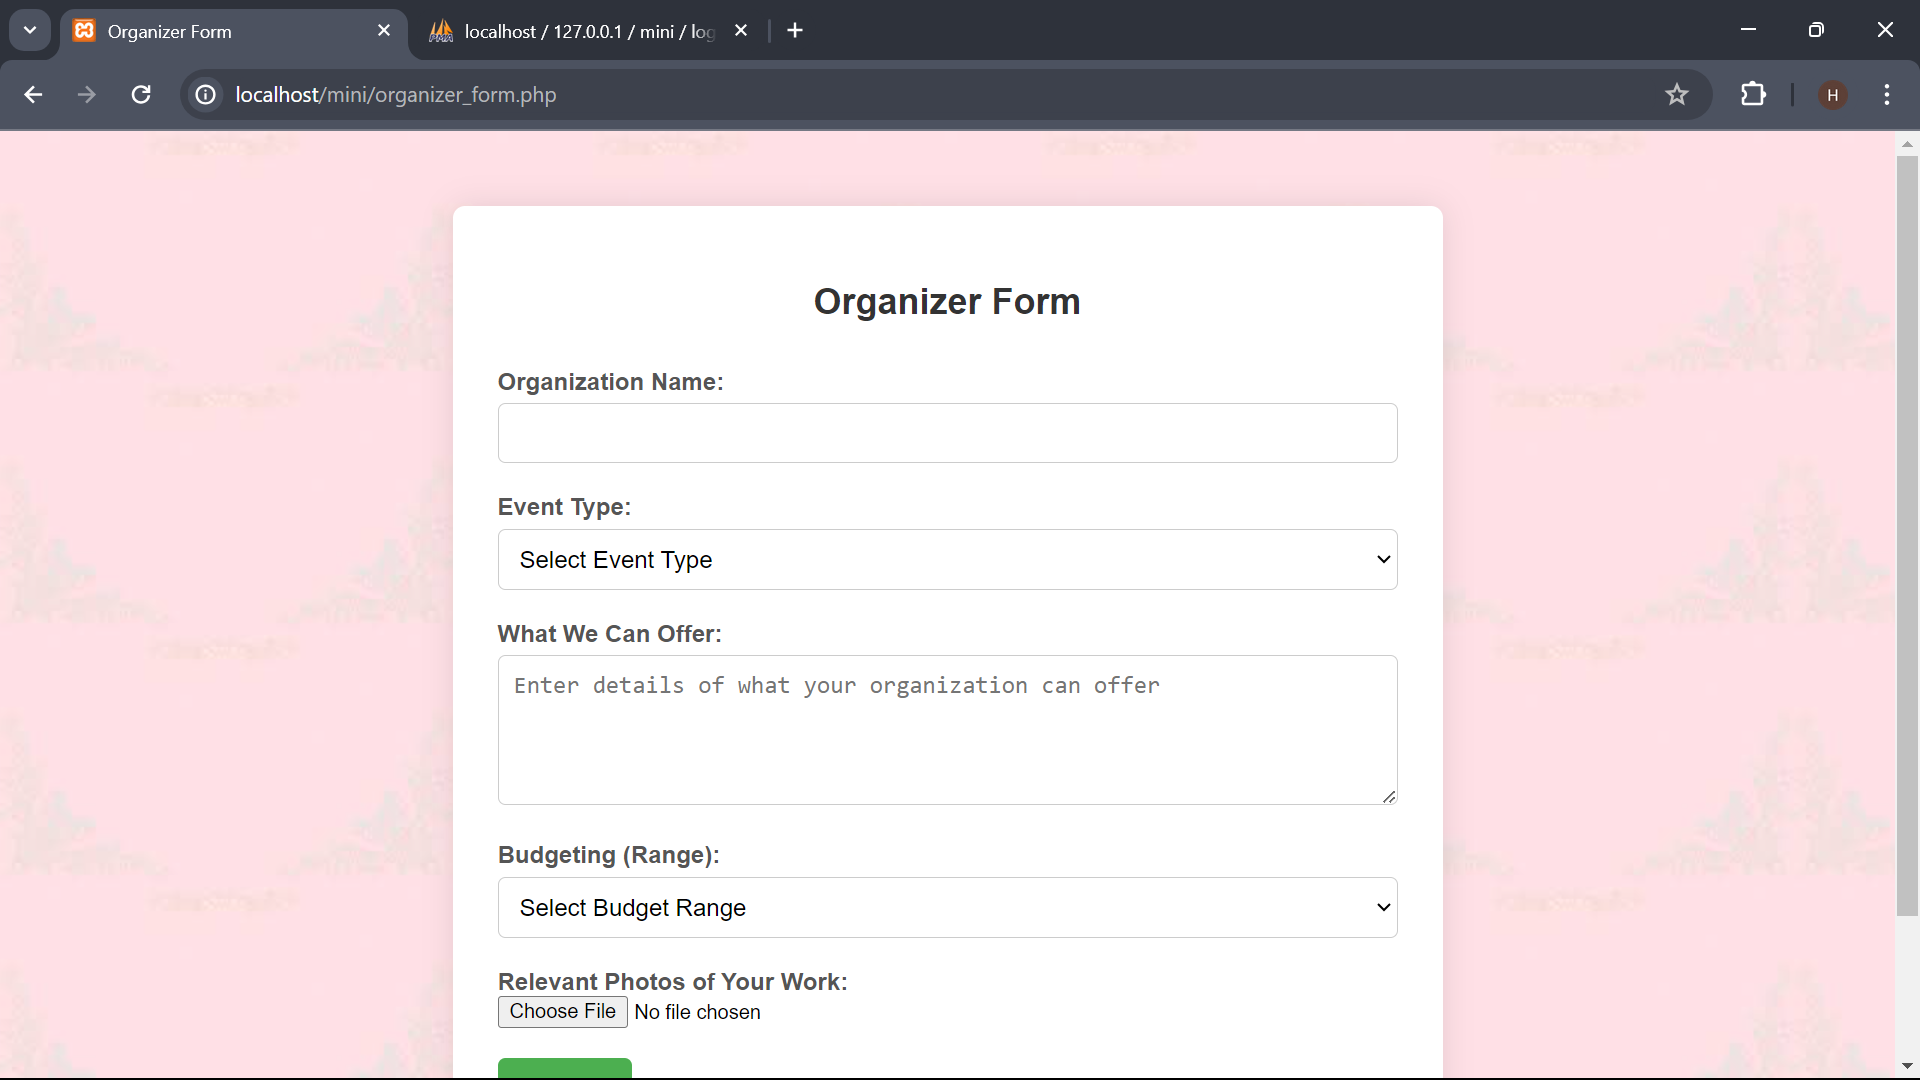 Organizer Form
localhost / 127.0.0.1 / mini / log
localhost/mini/organizer_form.php
H
Organizer Form
Organization Name:
Event Type:
Select Event Type
What We Can Offer:
Enter details of what your organization can offer
Budgeting (Range):
Select Budget Range
Relevant Photos of Your Work:
Choose File No file chosen